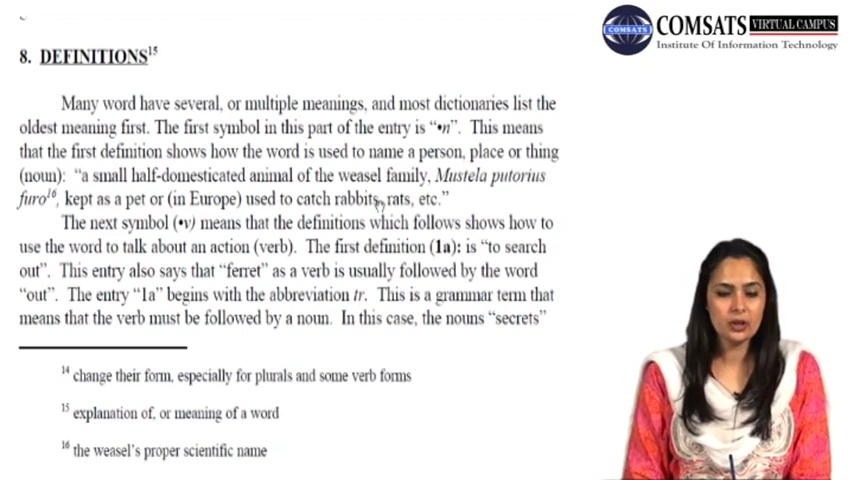 COMSATS
COMSATS VIRTUAL CAMPUS
Institute Of Information Technology
8. DEFINITIONS15
Many word have several, or multiple meanings, and most dictionaries list the
oldest meaning first. The first symbol in this part of the entry is “•n”. This means
that the first definition shows how the word is used to name a person, place or thing
(noun): “a small half-domesticated animal of the weasel family, Mustela putorius
furo16, kept as a pet or (in Europe) used to catch rabbits, rats, etc.”
The next symbol (•v) means that the definitions which follows shows how to
use the word to talk about an action (verb). The first definition (1a): is “to search
out”. This entry also says that “ferret” as a verb is usually followed by the word
“out”. The entry “1a” begins with the abbreviation tr. This is a grammar term that
means that the verb must be followed by a noun. In this case, the nouns “secrets”
14 change their form, especially for plurals and some verb forms
15 explanation of, or meaning of a word
16 the weasel's proper scientific name